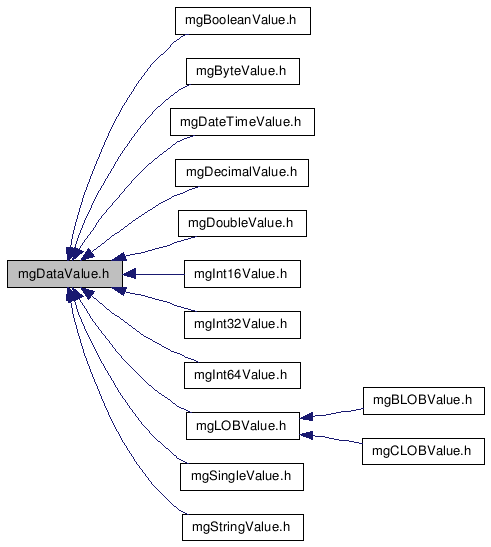 mgBooleanValue.h
mgByteValue.h
mgDateTimeValue.h
mgDecimalValue.h
mgDoubleValue.h
mgDataValue.h
mgInt16Value.h
mgInt32Value.h
mgInt64Value.h
mgBLOBValue.h
mgLOBValue.h
mgCLOBValue.h
mgSingleValue.h
mgStringValue.h